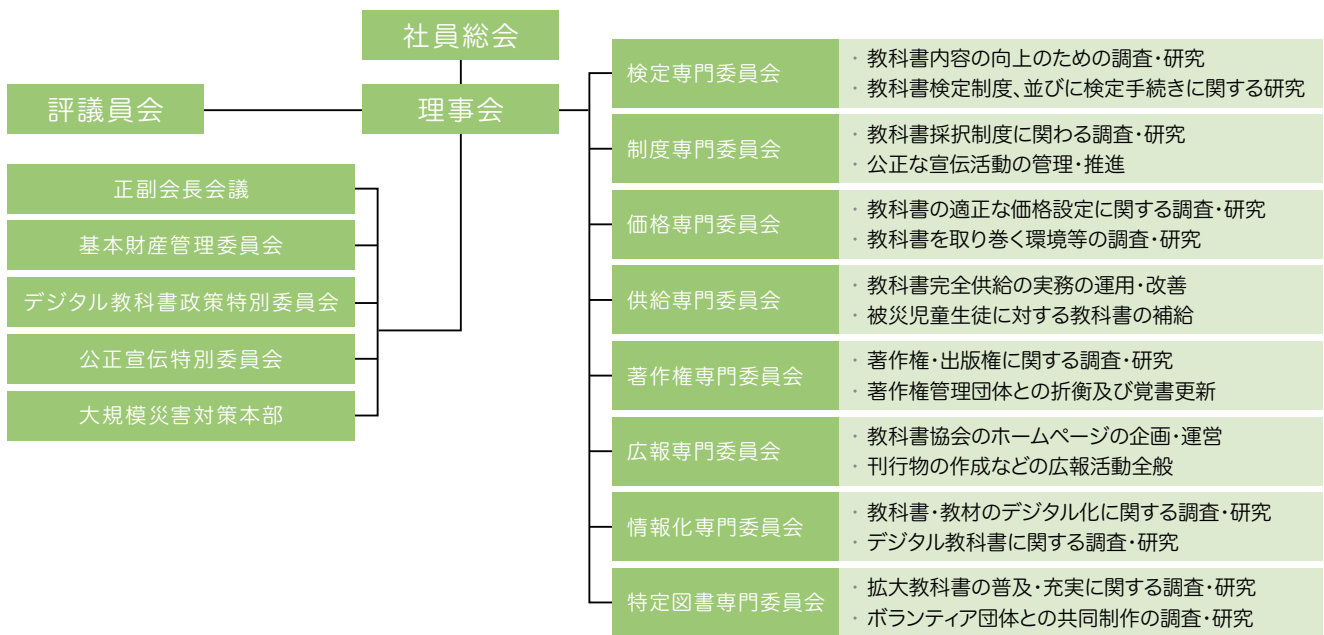 社員総会
評議員会
理事会
正副会長会議
基本財産管理委員会
デジタル教科書政策特別委員会
公正宣伝特別委員会
大規模災害対策本部
検定専門委員会
・教科書内容の向上のための調査・研究
・教科書検定制度、並びに検定手続きに関する研究
制度専門委員会
・教科書採択制度に関わる調査・研究
・公正な宣伝活動の管理・推進
価格専門委員会
・教科書の適正な価格設定に関する調査・研究
・教科書を取り巻く環境等の調査・研究
供給専門委員会
・教科書完全供給の実務の運用・改善
・被災児童生徒に対する教科書の補給
著作権専門委員会
・著作権・出版権に関する調査・研究
・著作権管理団体との折衡及び覚書更新
広報専門委員会
・教科書協会のホームページの企画・運営
・刊行物の作成などの広報活動全般
情報化専門委員会
・教科書・教材のデジタル化に関する調査・研究
・デジタル教科書に関する調査・研究
特定図書専門委員会
・拡大教科書の普及・充実に関する調査・研究
・ボランティア団体との共同制作の調査・研究